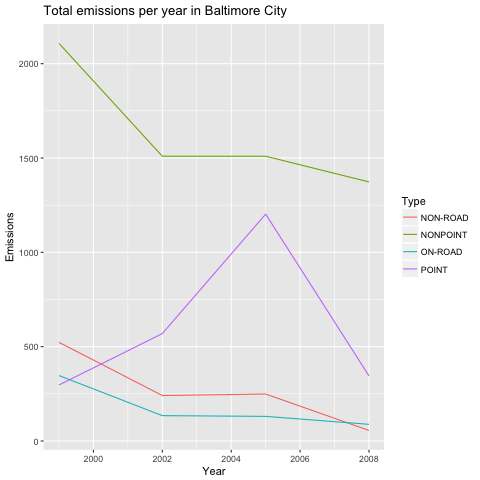 Total emissions per year in Baltimore City
Emissions
2000
1500
1000
500
0
2000
2002
2004
2006
2008
Year
Type
NON-ROAD
NONPOINT
ON-ROAD
POINT